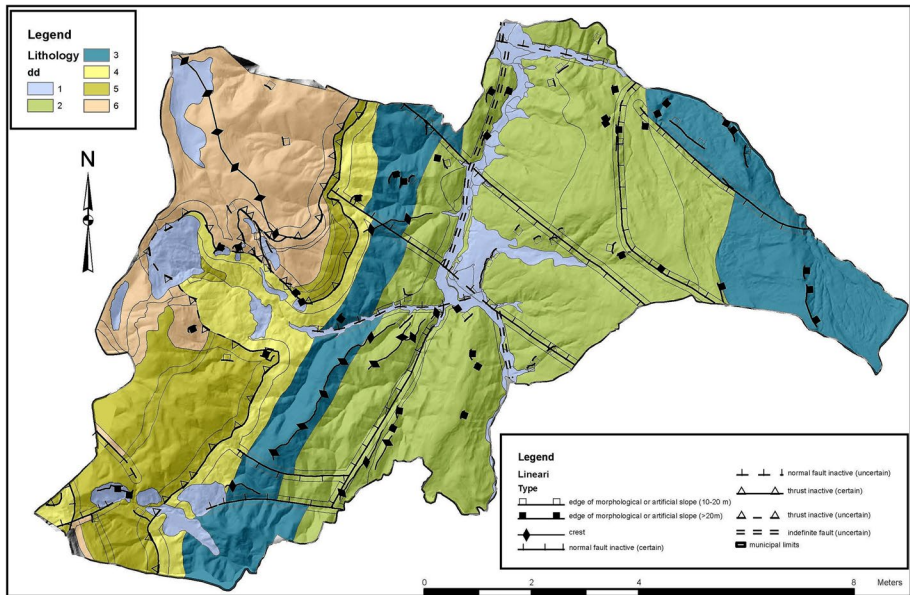 Legend
Lithology
dd
1
2
3
4
5
6
N
Legend
Lineari
Type
edge of morphological or artificial slope (10-20 m)
edge of morphological or artificial slope (>20m)
crest
normal fault inactive (certain)
normal fault inactive (uncertain)
thrust inactive (certain)
thrust inactive (uncertain)
indefinite fault (uncertain)
municipal limits
0 2 4 8 Meters